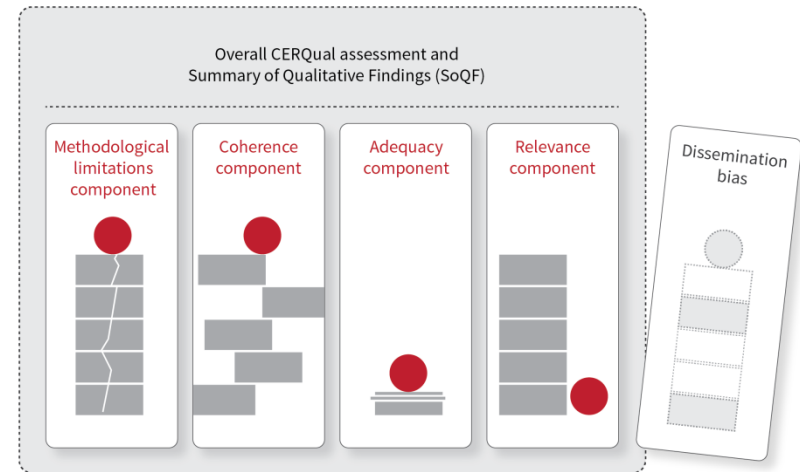 Overall CERQual assessment and
Summary of Qualitative Findings (SoQF)
Methodological
limitations
component
Coherence
component
Adequacy
component
Relevance
component
Dissemination
bias